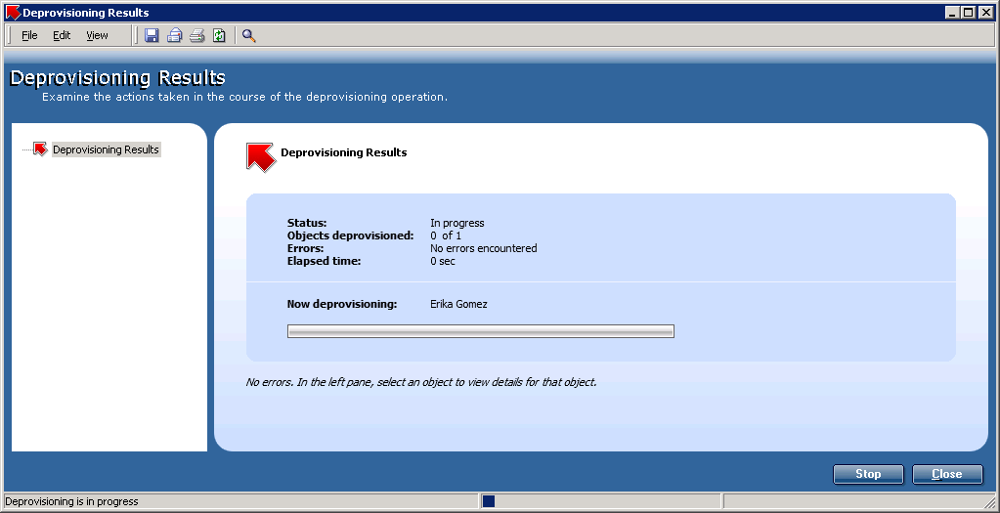 Deprovisioning Results
File Edit View
Deprovisioning Results
Examine the actions taken in the course of the deprovisioning operation.
Deprovisioning Results
Deprovisioning Results
Status: In progress
Objects deprovisioned: 0 of 1
Errors: No errors encountered
Elapsed time: 0 sec
Now deprovisioning: Erika Gomez
No errors. In the left pane, select an object to view details for that object.
Stop Close
Deprovisioning is in progress